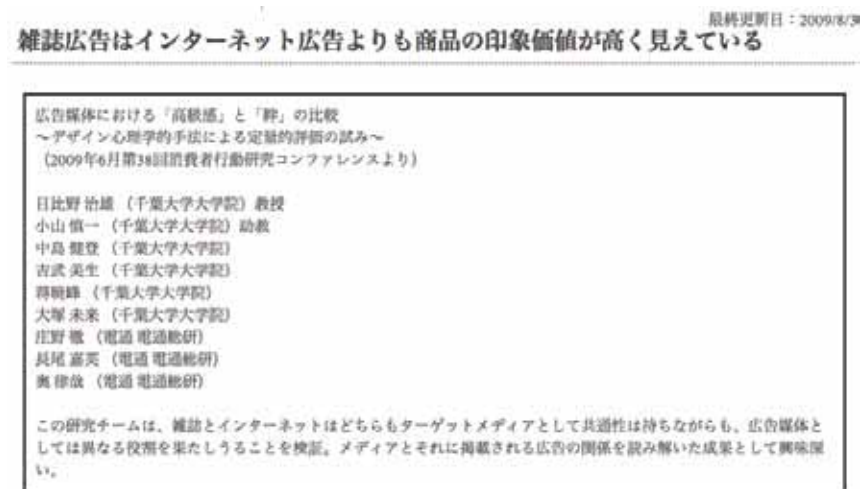 最終更新日：2009/8/30
雑誌広告はインターネット広告よりも商品の印象価値が高く見えている
広告媒体における「高級感」と「粋」の比較
～デザイン心理学的手法による定量的評価の試み～
（2009年6月第38回消費者行動研究コンファレンスより）
日比野 治雄 （千葉大学大学院）教授
小山 慎一 （千葉大学大学院）助教
中島 健登 （千葉大学大学院）
吉武 美生 （千葉大学大学院）
蒋暁峰 （千葉大学大学院）
大塚 未来 （千葉大学大学院）
庄野 徹 （電通 電通総研）
長尾 嘉英 （電通 電通総研）
奥 律哉 （電通 電通総研）
この研究チームは、雑誌とインターネットはどちらもターゲットメディアとして共通性は持ちながらも、広告媒体と
しては異なる役割を果たしうることを検証。メディアとそれに掲載される広告の関係を読み解いた成果として興味深
い。